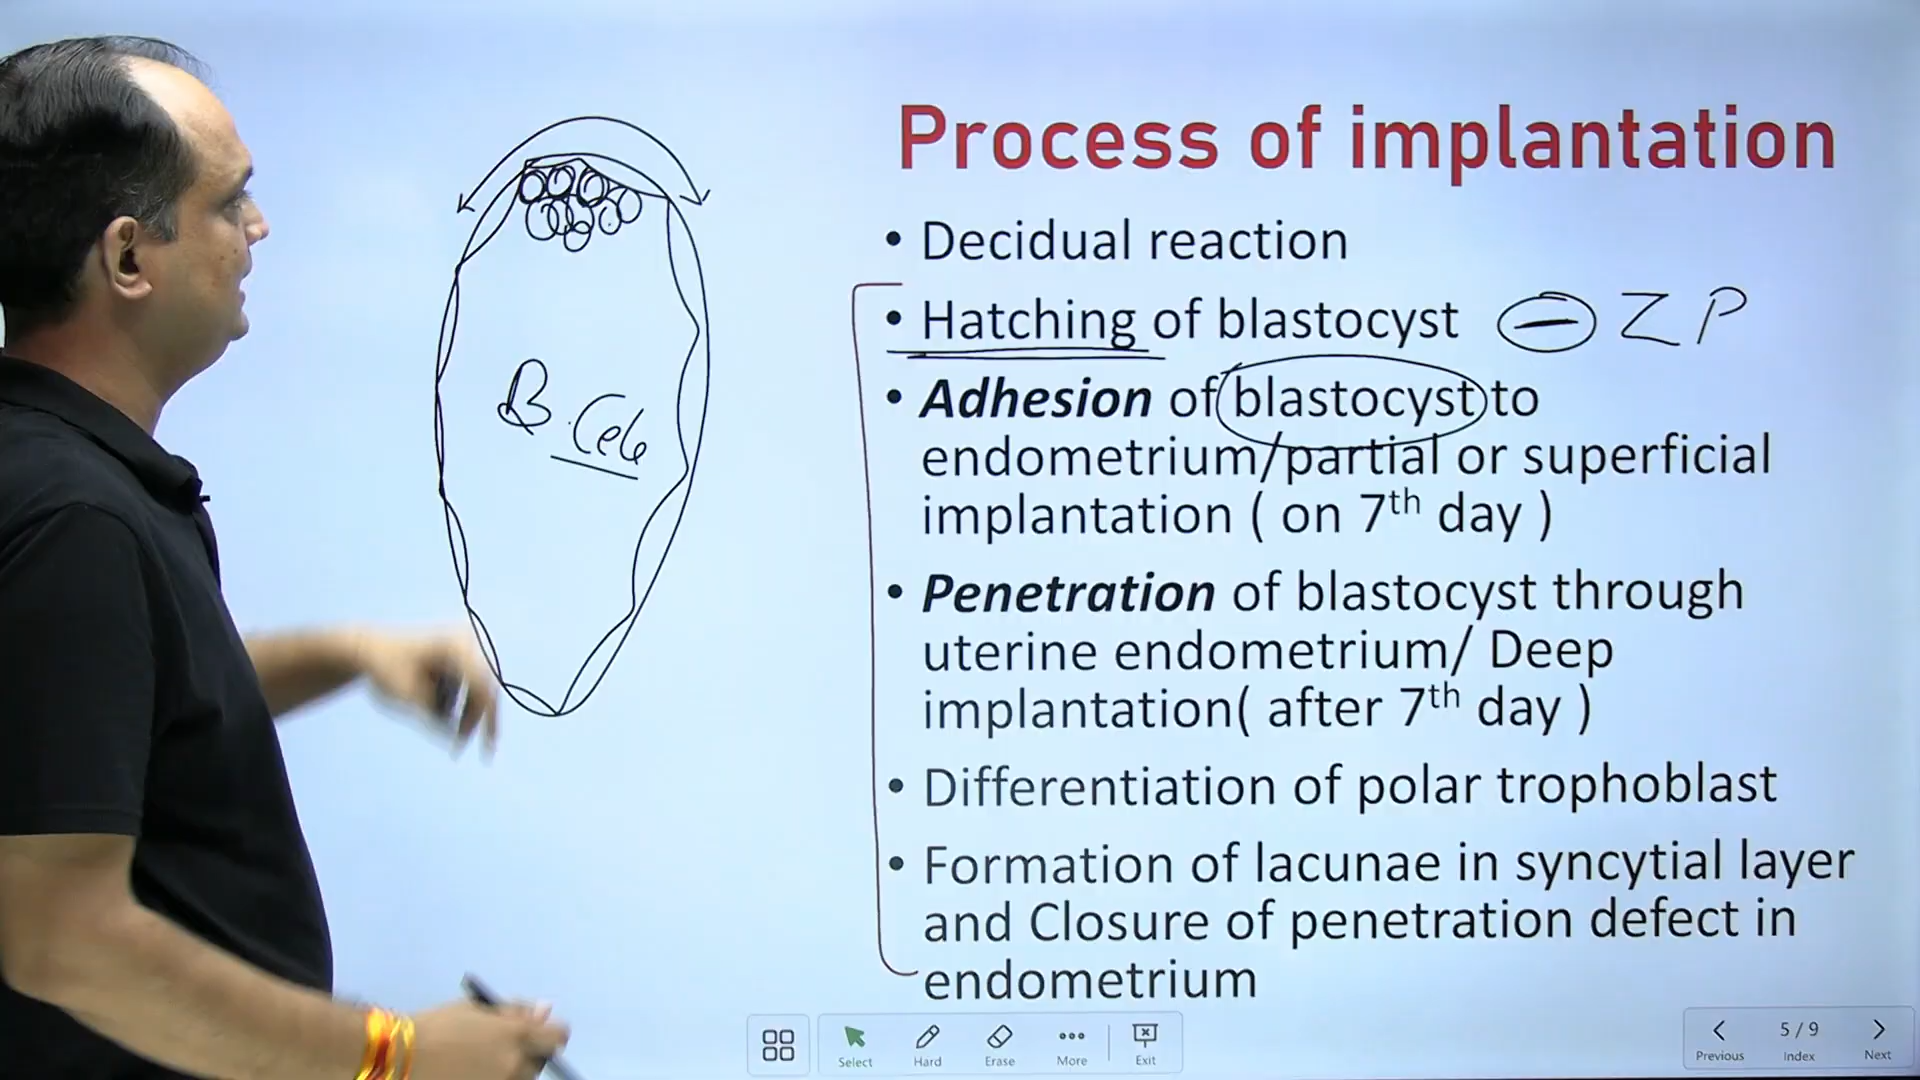 Process of implantation
• Decidual reaction
• Hatching of blastocyst – ZP
• Adhesion of blastocyst to
endometrium/partial or superficial
implantation ( on 7th day )
• Penetration of blastocyst through
uterine endometrium/ Deep
implantation( after 7th day )
• Differentiation of polar trophoblast
• Formation of lacunae in syncytial layer
and Closure of penetration defect in
endometrium
B.Cele
Select
Hard
Erase
More
Exit
5 / 9
Previous
Index
Next